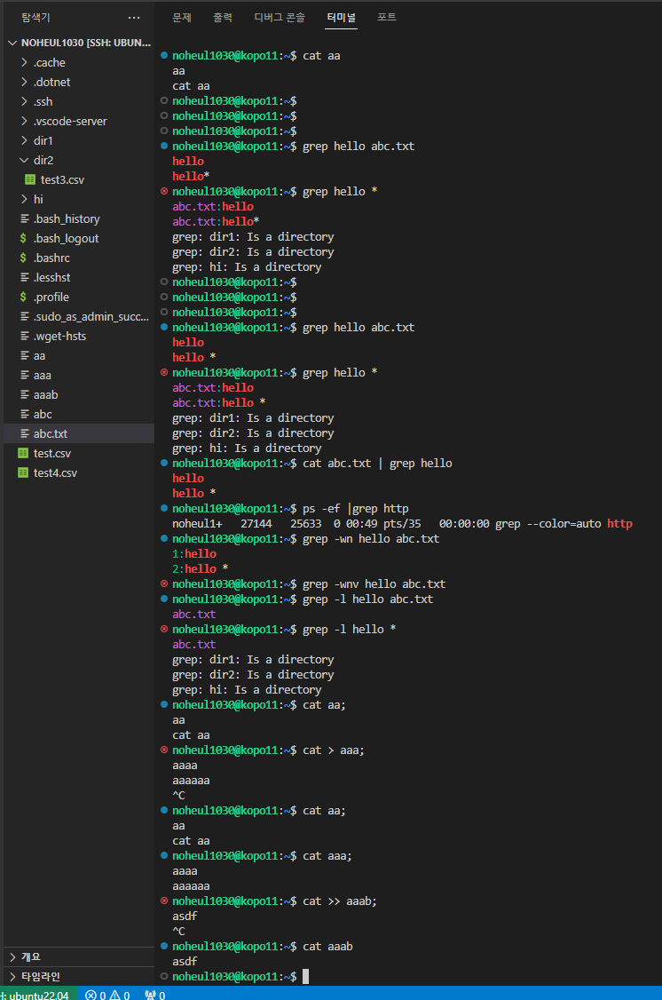 탐색기
문제 출력 디버그 콘솔 터미널 포트
NOHEUL1030 [SSH: UBUN...
.cache
.dotnet
.ssh
.vscode-server
dir1
dir2
test3.csv
hi
.bash_history
.bash_logout
.bashrc
.lesshst
.profile
.sudo_as_admin_succ...
.wget-hsts
aa
aaa
aaab
abc
abc.txt
test.csv
test4.csv
개요
타임라인
noheul1030@kopo11:~$ cat aa
aa
cat aa
noheul1030@kopo11:~$
noheul1030@kopo11:~$
noheul1030@kopo11:~$
noheul1030@kopo11:~$ grep hello abc.txt
hello
hello*
noheul1030@kopo11:~$ grep hello *
abc.txt:hello
abc.txt:hello*
grep: dir1: Is a directory
grep: dir2: Is a directory
grep: hi: Is a directory
noheul1030@kopo11:~$
noheul1030@kopo11:~$
noheul1030@kopo11:~$
noheul1030@kopo11:~$ grep hello abc.txt
hello
hello *
noheul1030@kopo11:~$ grep hello *
abc.txt:hello
abc.txt:hello *
grep: dir1: Is a directory
grep: dir2: Is a directory
grep: hi: Is a directory
noheul1030@kopo11:~$ cat abc.txt | grep hello
hello
hello *
noheul1030@kopo11:~$ ps -ef |grep http
noheul1+   27144   25633  0 00:49 pts/35   00:00:00 grep --color=auto http
noheul1030@kopo11:~$ grep -wn hello abc.txt
1:hello
2:hello *
noheul1030@kopo11:~$ grep -wnv hello abc.txt
noheul1030@kopo11:~$ grep -l hello abc.txt
abc.txt
noheul1030@kopo11:~$ grep -l hello *
abc.txt
grep: dir1: Is a directory
grep: dir2: Is a directory
grep: hi: Is a directory
noheul1030@kopo11:~$ cat aa;
aa
cat aa
noheul1030@kopo11:~$ cat > aaa;
aaaa
aaaaaa
^C
noheul1030@kopo11:~$ cat aa;
aa
cat aa
noheul1030@kopo11:~$ cat aaa;
aaaa
aaaaaa
noheul1030@kopo11:~$ cat >> aaab;
asdf
^C
noheul1030@kopo11:~$ cat aaab
asdf
noheul1030@kopo11:~$
H: ubuntu22.04 0 0 0